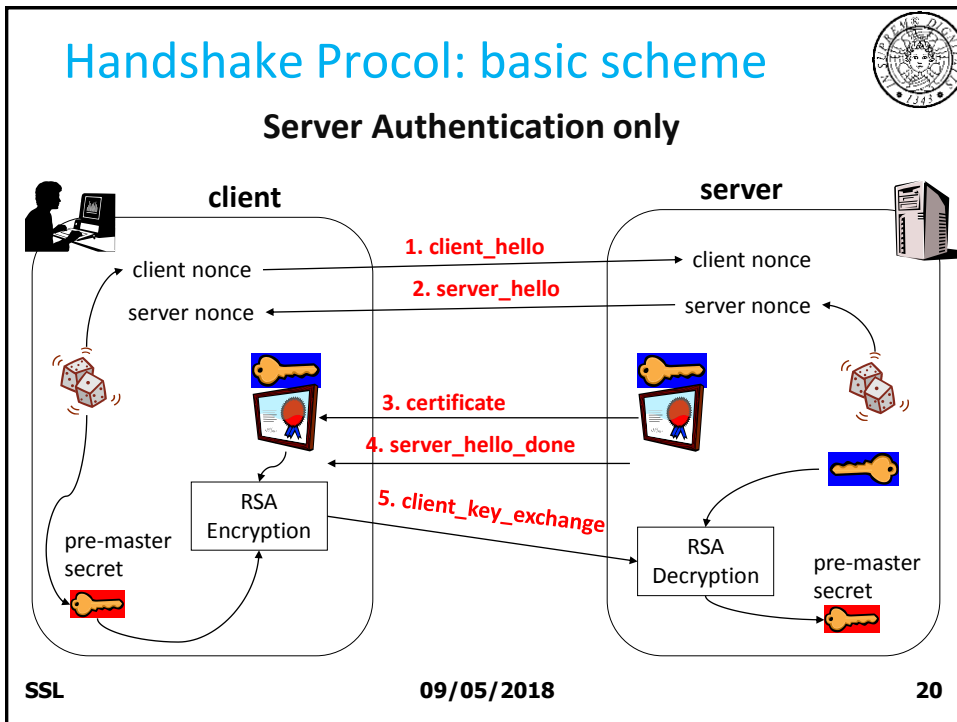 Handshake Procol: basic scheme
Server Authentication only
client
server
1. client_hello
client nonce
client nonce
2. server_hello
server nonce
server nonce
3. certificate
4. server_hello_done
5. client_key_exchange
RSA
Encryption
RSA
Decryption
pre-master
secret
pre-master
secret
SSL
09/05/2018
20